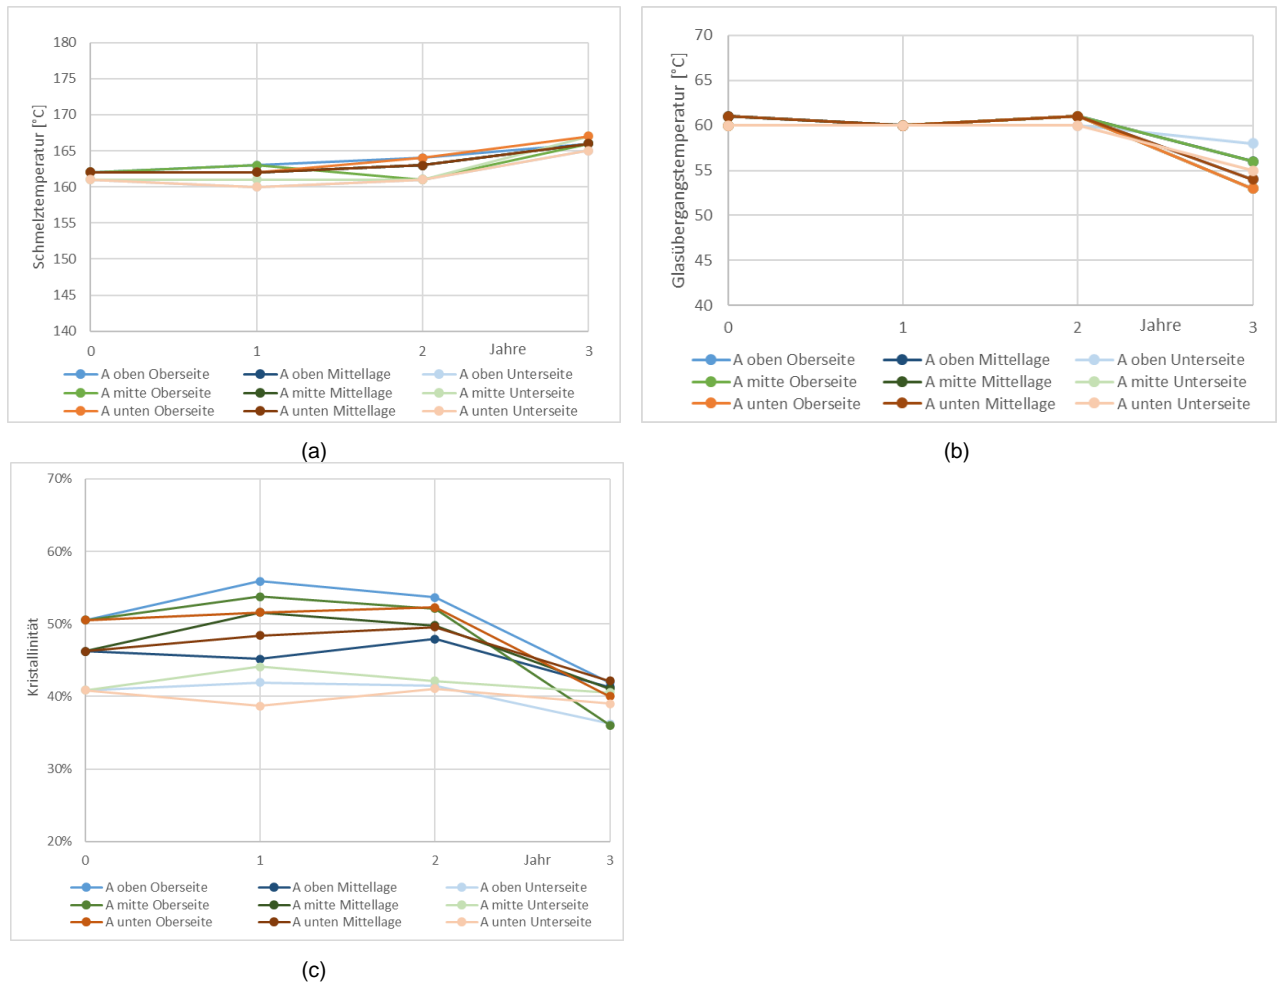 180
175
170
165
160
155
150
145
140
Schmelztemperatur [°C]
0 1 2 Jahre 3
A oben Oberseite A oben Mittellage A oben Unterseite
A mitte Oberseite A mitte Mittellage A mitte Unterseite
A unten Oberseite A unten Mittellage A unten Unterseite
(a)
70
65
60
55
50
45
40
Glasübergangstemperatur [°C]
0 1 2 Jahre 3
A oben Oberseite A oben Mittellage A oben Unterseite
A mitte Oberseite A mitte Mittellage A mitte Unterseite
A unten Oberseite A unten Mittellage A unten Unterseite
(b)
70%
60%
50%
40%
30%
20%
Kristallinität
0 1 2 Jahr 3
A oben Oberseite A oben Mittellage A oben Unterseite
A mitte Oberseite A mitte Mittellage A mitte Unterseite
A unten Oberseite A unten Mittellage A unten Unterseite
(c)